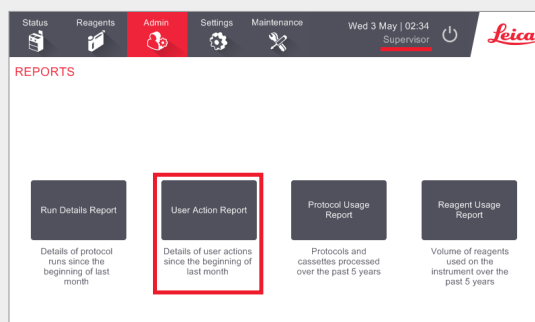 Status Reagents Admin Settings Maintenance
Wed 3 May | 02:34
Supervisor
Leica
REPORTS
Run Details Report
Details of protocol
runs since the
beginning of last
month
User Action Report
Details of user actions
since the beginning of
last month
Protocol Usage
Report
Protocols and
cassettes processed
over the past 5 years
Reagent Usage
Report
Volume of reagents
used on the
instrument over the
past 5 years